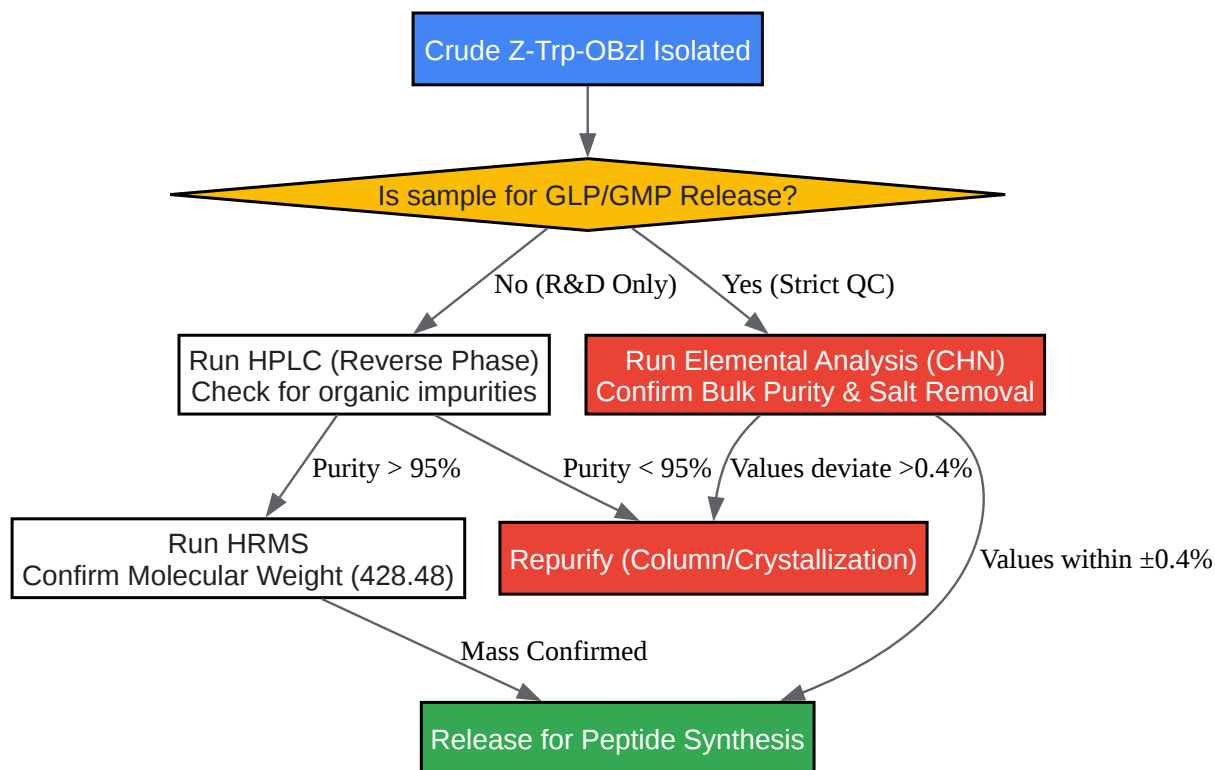 Crude Z-Trp-OBzl Isolated
Is sample for GLP/GMP Release?
No (R&D Only)
Yes (Strict QC)
Run HPLC (Reverse Phase)
Check for organic impurities
Run Elemental Analysis (CHN)
Confirm Bulk Purity & Salt Removal
Purity > 95%
Purity < 95%
Values deviate >0.4%
Run HRMS
Confirm Molecular Weight (428.48)
Repurify (Column/Crystallization)
Values within ±0.4%
Mass Confirmed
Release for Peptide Synthesis